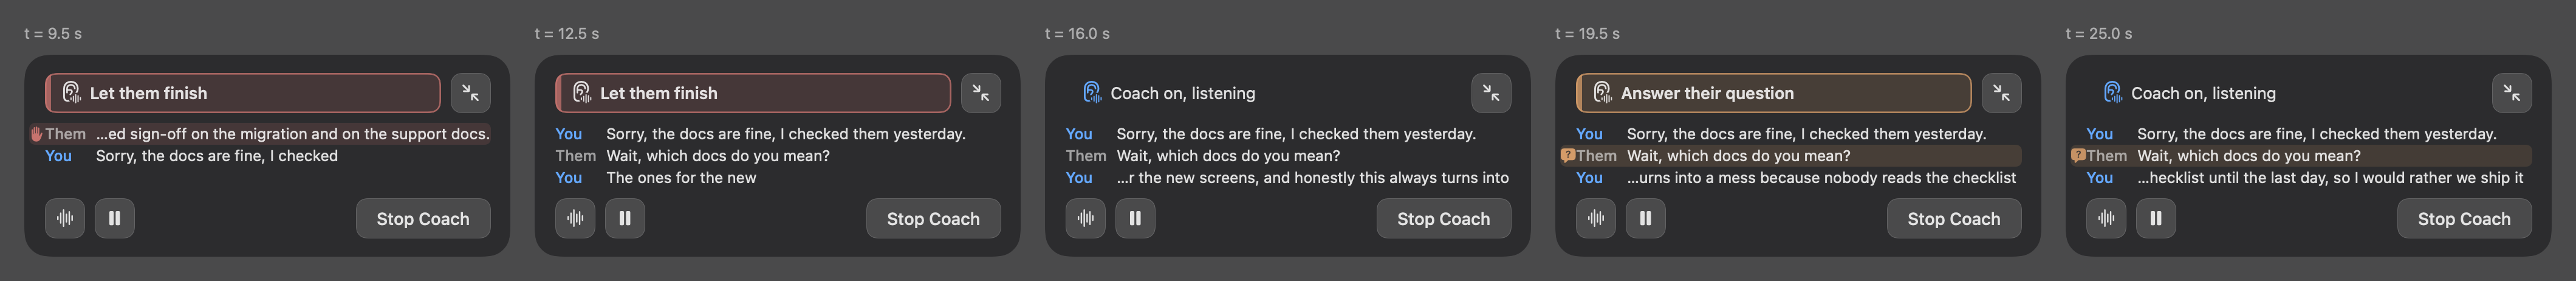 t = 9.5 s
Let them finish
Them ...ed sign-off on the migration and on the support docs.
You Sorry, the docs are fine, I checked
Stop Coach
t = 12.5 s
Let them finish
You Sorry, the docs are fine, I checked them yesterday.
Them Wait, which docs do you mean?
You The ones for the new
Stop Coach
t = 16.0 s
Coach on, listening
You Sorry, the docs are fine, I checked them yesterday.
Them Wait, which docs do you mean?
You ...r the new screens, and honestly this always turns into
Stop Coach
t = 19.5 s
Answer their question
You Sorry, the docs are fine, I checked them yesterday.
? Them Wait, which docs do you mean?
You ...urns into a mess because nobody reads the checklist
Stop Coach
t = 25.0 s
Coach on, listening
You Sorry, the docs are fine, I checked them yesterday.
? Them Wait, which docs do you mean?
You ...hecklist until the last day, so I would rather we ship it
Stop Coach